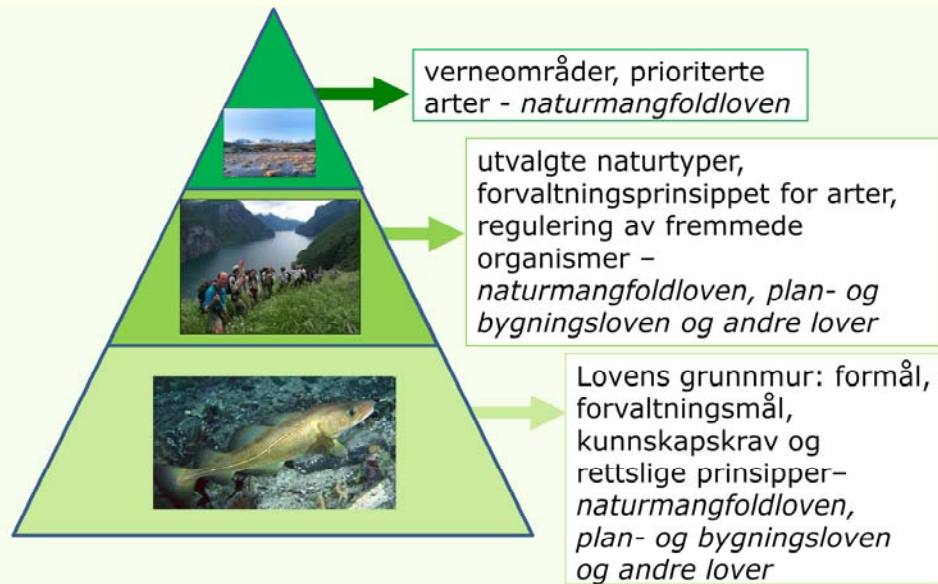 verneområder, prioriterte
arter - naturmangfoldloven
utvalgte naturtyper,
forvaltningsprinsippet for arter,
regulering av fremmede
organismer –
naturmangfoldloven, plan- og
bygningsloven og andre lover
Lovens grunnmur: formål,
forvaltningsmål,
kunnskapskrav og
rettslige prinsipper–
naturmangfoldloven,
plan- og bygningsloven
og andre lover